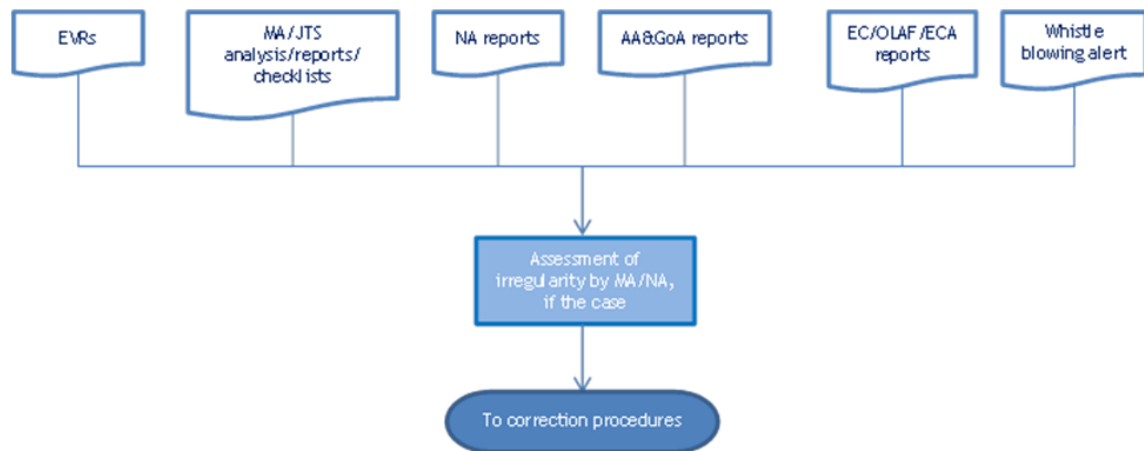 EVRs
MA/JTS
analysis/reports/
checklists
NA reports
AA&GoA reports
EC/OLAF/ECA
reports
Whistle
blowing alert
Assessment of
irregularity by MA/NA,
if the case
To correction procedures